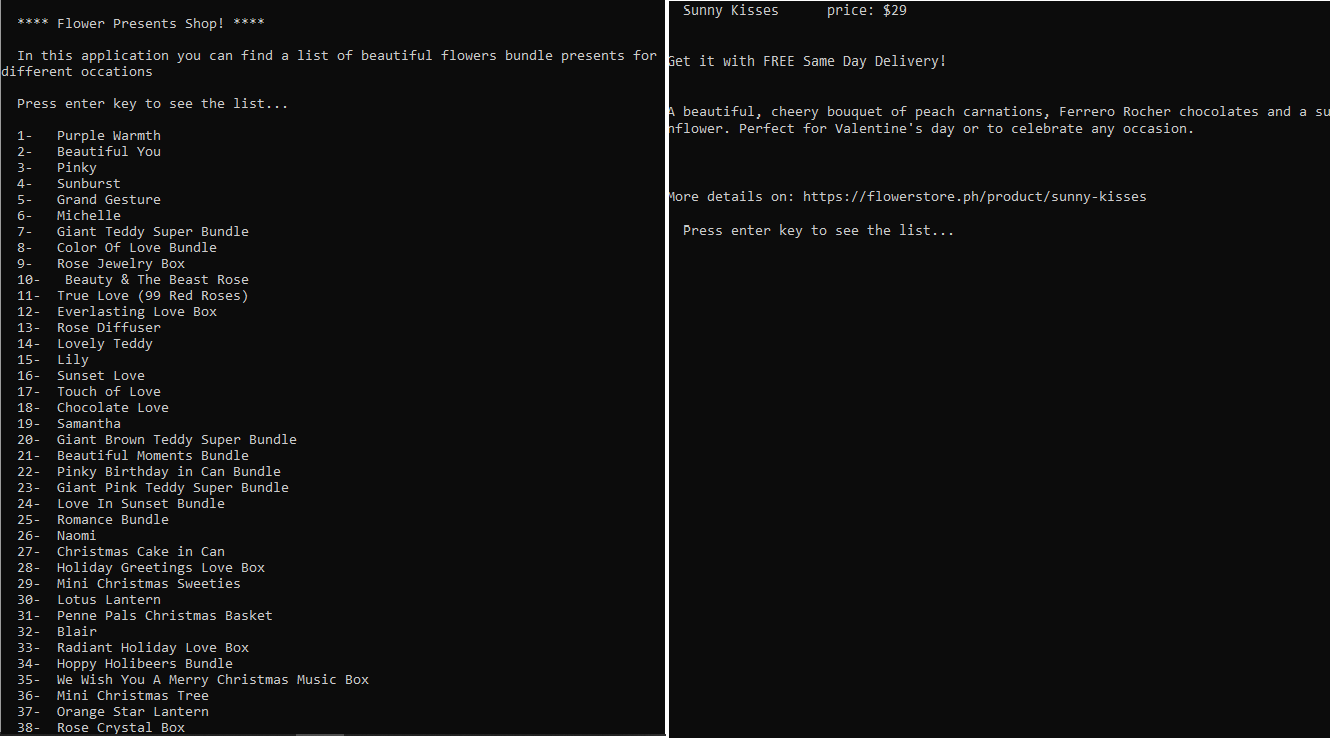 **** Flower Presents Shop! ****
In this application you can find a list of beautiful flowers bundle presents for
different occations
Press enter key to see the list...
1- Purple Warmth
2- Beautiful You
3- Pinky
4- Sunburst
5- Grand Gesture
6- Michelle
7- Giant Teddy Super Bundle
8- Color Of Love Bundle
9- Rose Jewelry Box
10- Beauty & The Beast Rose
11- True Love (99 Red Roses)
12- Everlasting Love Box
13- Rose Diffuser
14- Lovely Teddy
15- Lily
16- Sunset Love
17- Touch of Love
18- Chocolate Love
19- Samantha
20- Giant Brown Teddy Super Bundle
21- Beautiful Moments Bundle
22- Pinky Birthday in Can Bundle
23- Giant Pink Teddy Super Bundle
24- Love In Sunset Bundle
25- Romance Bundle
26- Naomi
27- Christmas Cake in Can
28- Holiday Greetings Love Box
29- Mini Christmas Sweeties
30- Lotus Lantern
31- Penne Pals Christmas Basket
32- Blair
33- Radiant Holiday Love Box
34- Hoppy Holibeers Bundle
35- We Wish You A Merry Christmas Music Box
36- Mini Christmas Tree
37- Orange Star Lantern
38- Rose Crystal Box
Sunny Kisses price: $29
Get it with FREE Same Day Delivery!
A beautiful, cheery bouquet of peach carnations, Ferrero Rocher chocolates and a su
nflower. Perfect for Valentine's day or to celebrate any occasion.
More details on: https://flowerstore.ph/product/sunny-kisses
Press enter key to see the list...